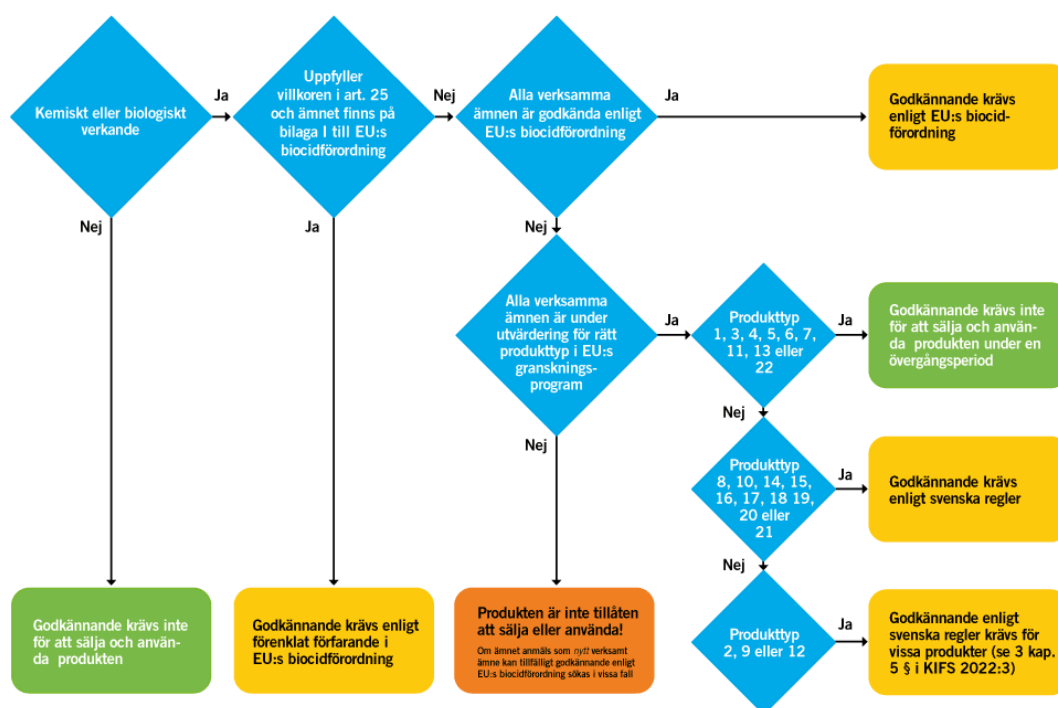 Kemiskt eller biologiskt
verkande
Ja
Uppfyller
villkoren i art. 25
och ämnet finns på
bilaga I till EU:s
biocidförordning
Nej
Alla verksamma
ämnen är godkända enligt
EU:s biocidförordning
Ja
Godkännande krävs
enligt EU:s biocid-
förordning
Nej
Ja
Nej
Alla verksamma
ämnen är under
utvärdering för rätt
produkttyp i EU:s
gransknings-
program
Ja
Produkttyp
1, 3, 4, 5, 6, 7,
11, 13 eller
22
Ja
Godkännande krävs inte
för att sälja och använ-
da produkten under en
övergångsperiod
Nej
Nej
Produkttyp
8, 10, 14, 15,
16, 17, 18 19,
20 eller
21
Ja
Godkännande krävs
enligt svenska regler
Nej
Godkännande krävs inte
för att sälja och använ-
da produkten
Godkännande krävs enligt
förenklat förfarande i
EU:s biocidförordning
Produkten är inte tillåten
att sälja eller använda!
Om ämnet anmäls som nytt verksamt
ämne kan tillfälligt godkännande enligt
EU:s biocidförordning sökas i vissa fall
Produkttyp
2, 9 eller 12
Ja
Godkännande enligt
svenska regler krävs för
vissa produkter (se 3 kap.
5 § i KIFS 2022:3)